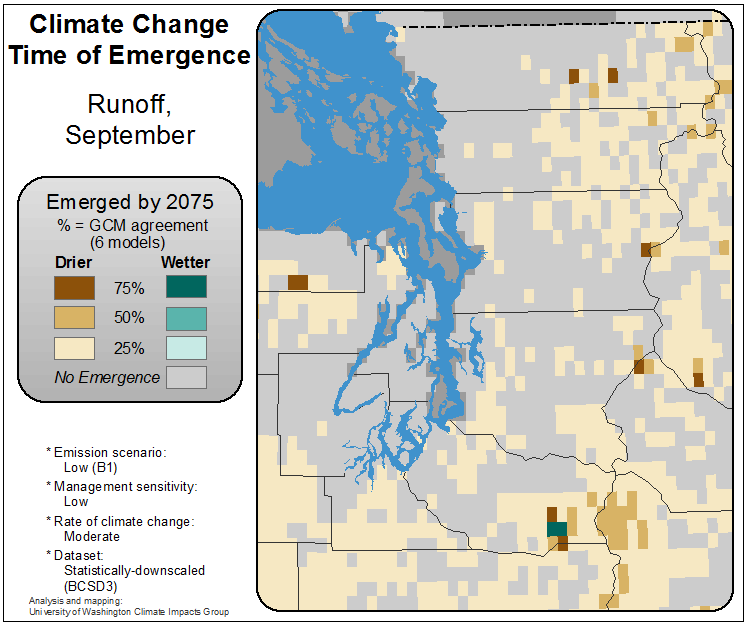 Climate Change
Time of Emergence
Runoff,
September
Emerged by 2075
% = GCM agreement
(6 models)
Drier Wetter
75%
50%
25%
No Emergence
* Emission scenario:
Low (B1)
* Management sensitivity:
Low
* Rate of climate change:
Moderate
* Dataset:
Statistically-downscaled
(BCSD3)
Analysis and mapping:
University of Washington Climate Impacts Group